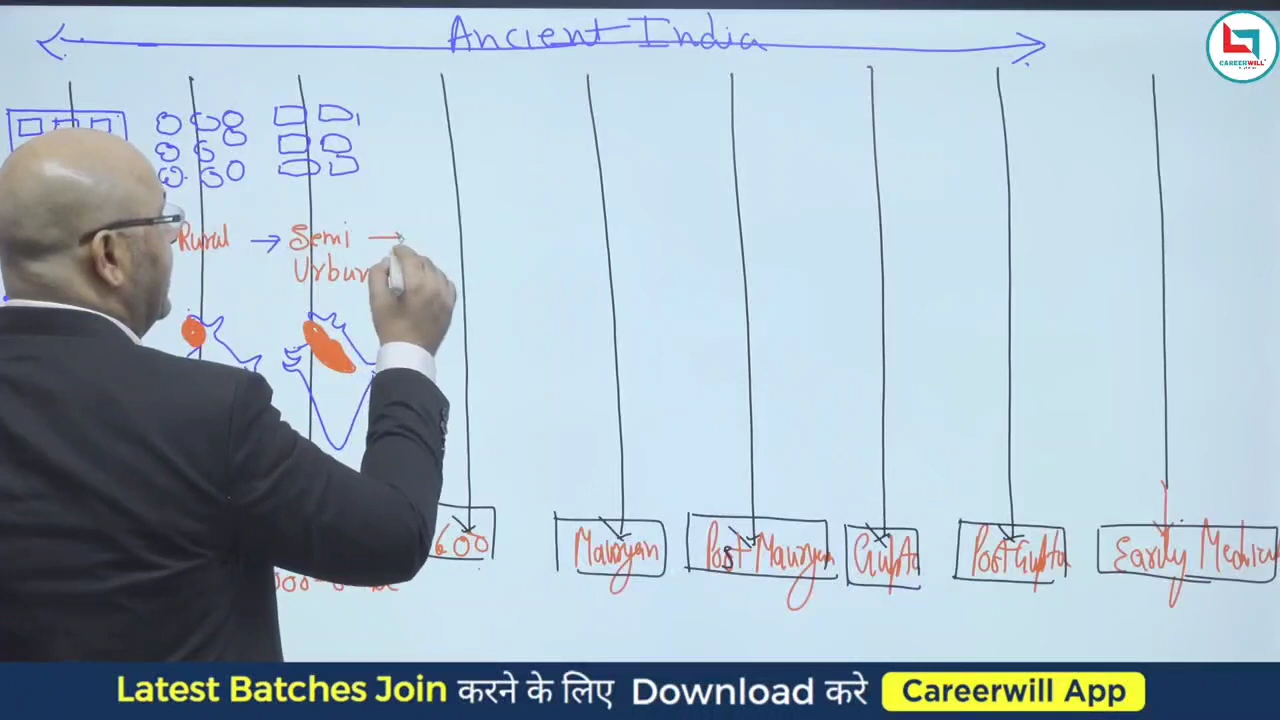 Ancient India
CAREERWILL
Rural → Semi →
Urban
600
Mauryan
Post Mauryan
Gupta
Post Gupta
Early
Latest Batches Join करने के लिए Download करे Careerwill App